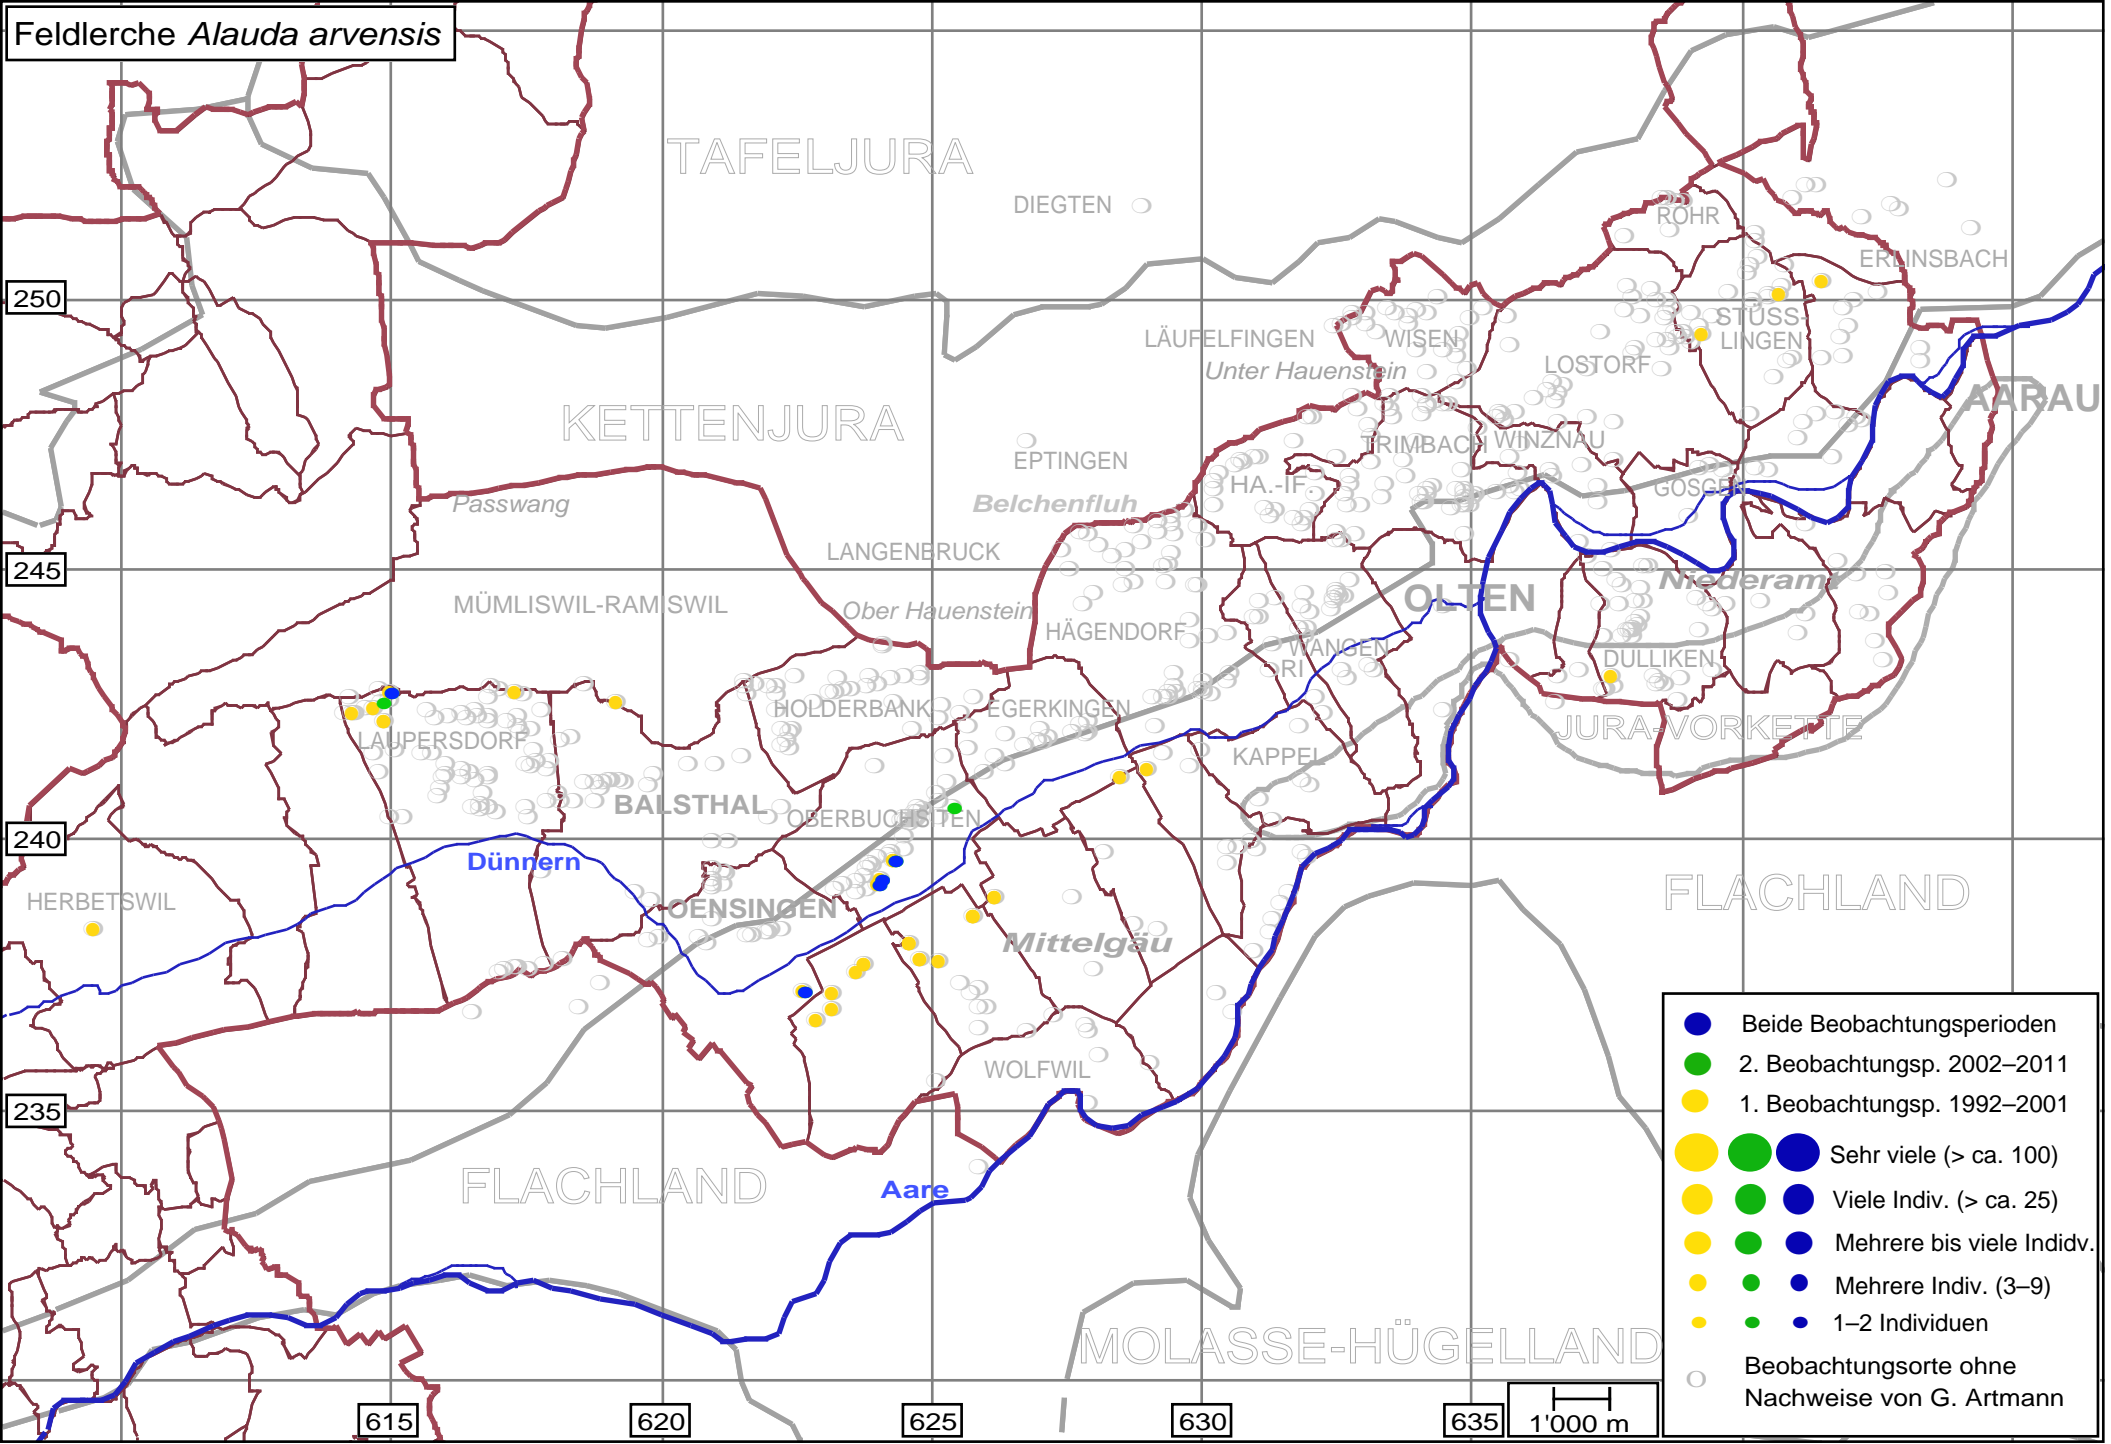 Feldlerche Alauda arvensis
TAFELJURA
DIEGTEN
ROHR
ERLINSBACH
250
LÄUFELFINGEN
WISEN
STÜSS-
LINGEN
Unter Hauenstein
LOSTORF
AARAU
KETTENJURA
TRIMBACH
WINZNAU
EPTINGEN
HA.-IF.
GÖSGEN
Passwang
Belchenfluh
LANGENBRUCK
245
Niederamt
MÜMLISWIL-RAMISWIL
Ober Hauenstein
OLTEN
HÄGENDORF
WANGEN
RI
DULLIKEN
HOLDERBANK
EGERKINGEN
JURA-VORKETTE
LAUPERSDORF
KAPPEL
BALSTHAL
OBERBUCHSITEN
240
Dünnern
HERBETSWIL
OENSINGEN
FLACHLAND
Mittelgäu
WOLFWIL
235
FLACHLAND
Aare
MOLASSE-HÜGELLAND
615
620
625
630
635
1'000 m
Beide Beobachtungsperioden
2. Beobachtungsp. 2002–2011
1. Beobachtungsp. 1992–2001
Sehr viele (> ca. 100)
Viele Indiv. (> ca. 25)
Mehrere bis viele Indidv.
Mehrere Indiv. (3–9)
1–2 Individuen
Beobachtungsorte ohne
Nachweise von G. Artmann